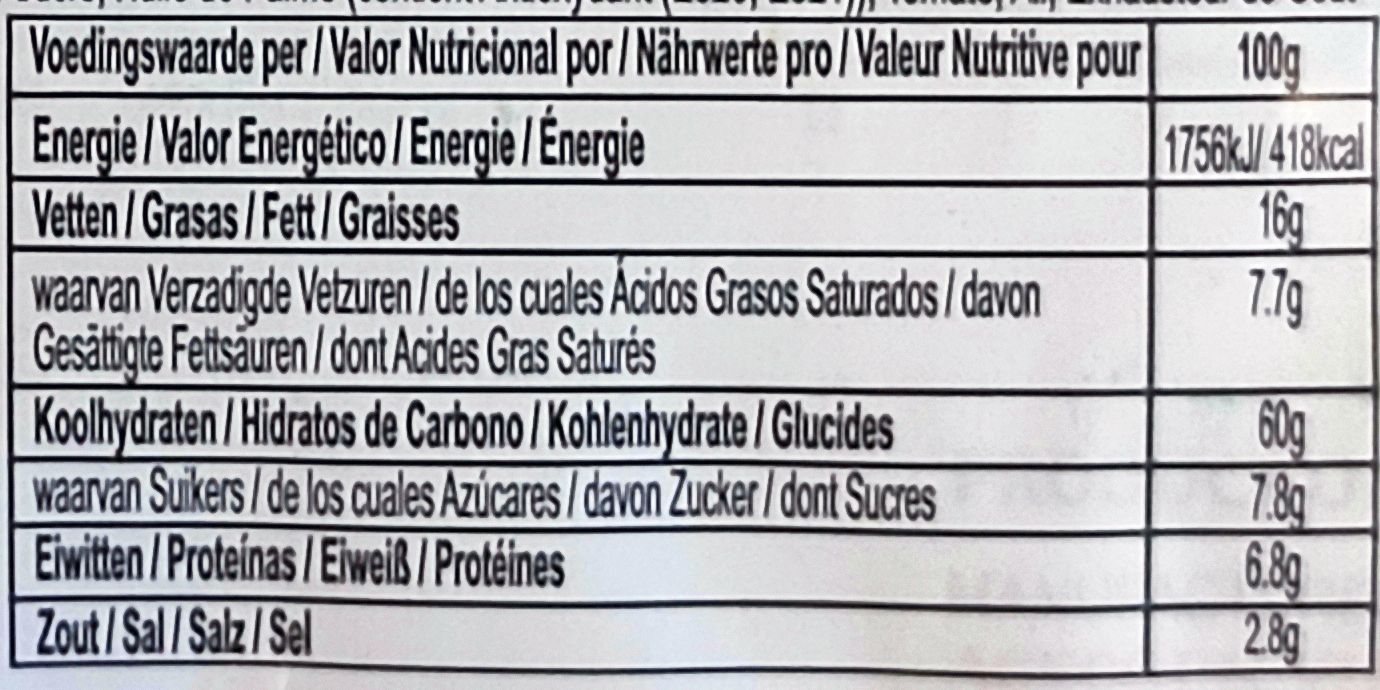 Voedingswaarde per / Valor Nutricional por / Nährwerte pro / Valeur Nutritive pour 100g
Energie / Valor Energético / Energie / Énergie 1756kJ/ 418kcal
Vetten / Grasas / Fett / Graisses 16g
waarvan Verzadigde Vetzuren / de los cuales Ácidos Grasos Saturados / davon 7.7g
Gesättigte Fettsäuren / dont Acides Gras Saturés
Koolhydraten / Hidratos de Carbono / Kohlenhydrate / Glucides 60g
waarvan Suikers / de los cuales Azúcares / davon Zucker / dont Sucres 7.8g
Eiwitten / Proteínas / Eiweiß / Protéines 6.8g
Zout / Sal / Salz / Sel 2.8g